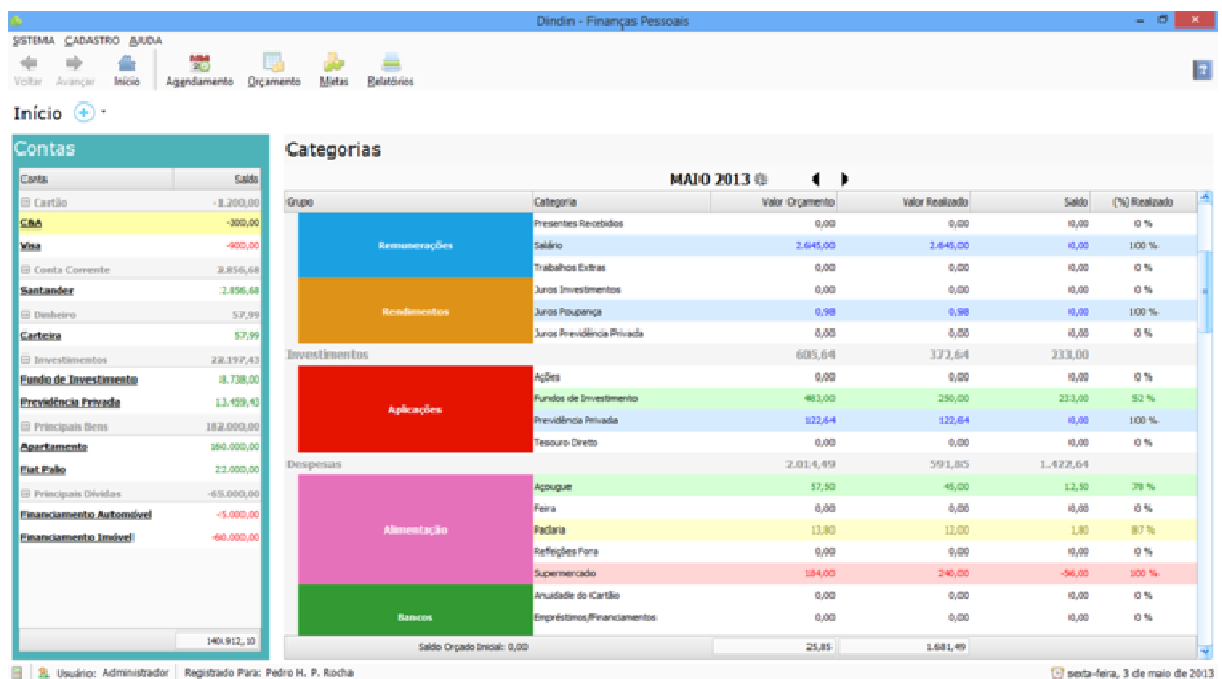 Dindin - Finanças Pessoais
SISTEMA CADASTRO AJUDA
Voltar Avançar Início Agendamento Orçamento Metas Relatórios
Início
Contas
Conta Saldo
Cartão -1.200,00
C&A -300,00
Visa -900,00
Conta Corrente 2.856,68
Santander 2.856,68
Dinheiro 57,99
Carteira 57,99
Investimentos 22.197,43
Fundo de Investimento 8.738,00
Previdência Privada 13.459,43
Principais Bens 182.000,00
Apartamento 160.000,00
Fiat Palio 22.000,00
Principais Dívidas -65.000,00
Financiamento Automóvel -5.000,00
Financiamento Imóvel -60.000,00
140.912,10
Categorias
MAIO 2013
Grupo Categoria Valor Orçamento Valor Realizado Saldo (%) Realizado
Remunerações
Presentes Recebidos 0,00 0,00 0,00 0 %
Salário 2.645,00 2.645,00 0,00 100 %
Trabalhos Extras 0,00 0,00 0,00 0 %
Rendimentos
Juros Investimentos 0,00 0,00 0,00 0 %
Juros Poupança 0,98 0,98 0,00 100 %
Juros Previdência Privada 0,00 0,00 0,00 0 %
Investimentos 605,64 372,64 233,00
Aplicações
Ações 0,00 0,00 0,00 0 %
Fundos de Investimento 483,00 250,00 233,00 52 %
Previdência Privada 122,64 122,64 0,00 100 %
Tesouro Direto 0,00 0,00 0,00 0 %
Despesas 2.014,49 591,85 1.422,64
Alimentação
Açougue 57,50 45,00 12,50 78 %
Feira 0,00 0,00 0,00 0 %
Padaria 13,80 12,00 1,80 87 %
Refeições Fora 0,00 0,00 0,00 0 %
Supermercado 184,00 240,00 -56,00 100 %
Bancos
Anuidade do Cartão 0,00 0,00 0,00 0 %
Empréstimos/Financiamentos 0,00 0,00 0,00 0 %
Saldo Orçado Inicial: 0,00 25,85 1.681,49
Usuário: Administrador Registrado Para: Pedro H. P. Rocha sexta-feira, 3 de maio de 2013